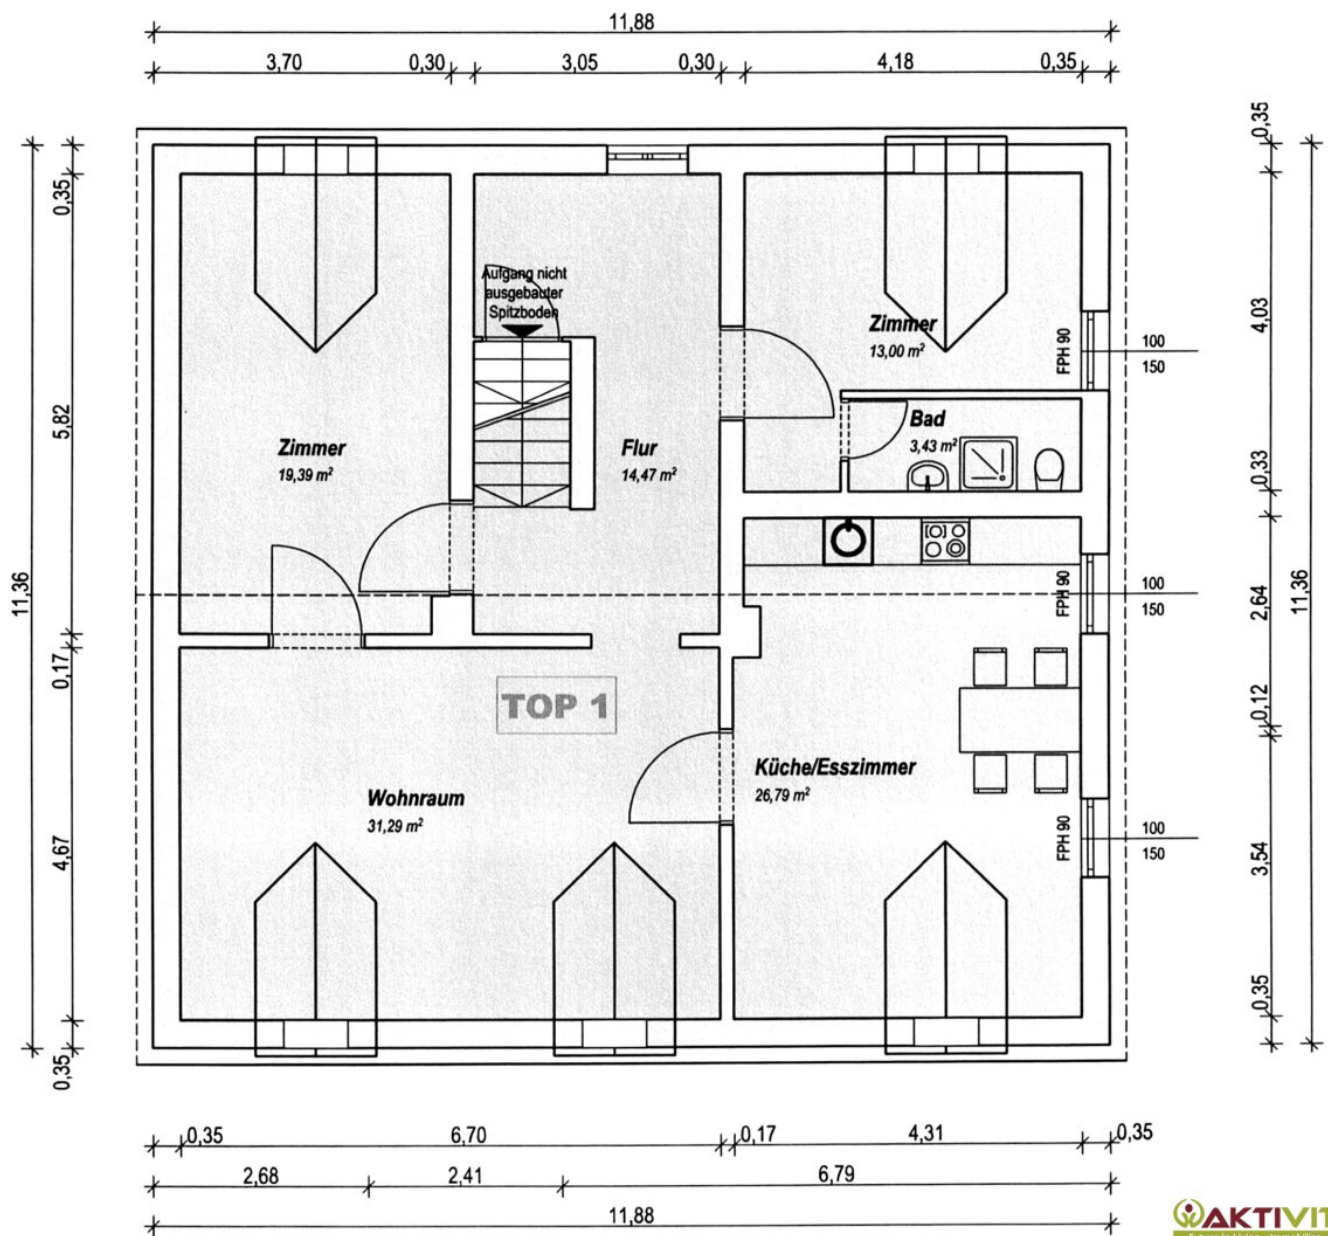 11,88
3,70
0,30
3,05
0,30
4,18
0,35
0,35
0,35
Aufgang nicht
ausgebauter
Spitzboden
Zimmer
13,00 m²
FPH 90
100
150
4,03
5,82
Bad
3,43 m²
Zimmer
19,39 m²
Flur
14,47 m²
0,33
11,36
FPH 90
100
150
2,64
11,36
0,17
TOP 1
0,12
Küche/Esszimmer
26,79 m²
Wohnraum
31,29 m²
FPH 90
100
150
4,67
3,54
0,35
0,35
0,35
6,70
0,17
4,31
0,35
2,68
2,41
6,79
11,88
AKTIVIT